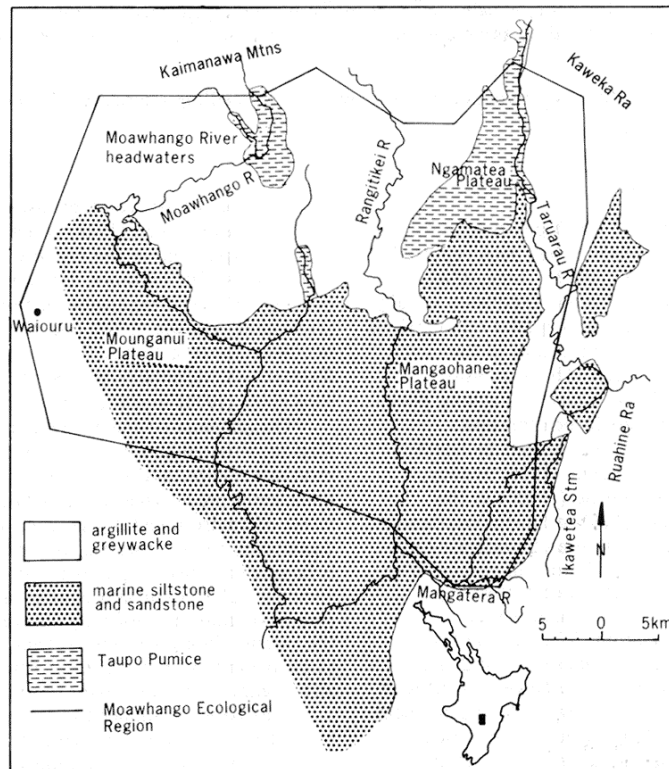 Kaimanawa Mtns
Kaweka Ra
Moawhango River
headwaters
Moawhango R
Rangitikei R
Ngamatea
Plateau
Taruarau R
Waiouru
Mounganui
Plateau
Mangaohane
Plateau
Ruahine Ra
Ikawetea Stm
argillite and
greywacke
N
marine siltstone
and sandstone
Mangatera R
5 0 5km
Taupo Pumice
Moawhango Ecological
Region